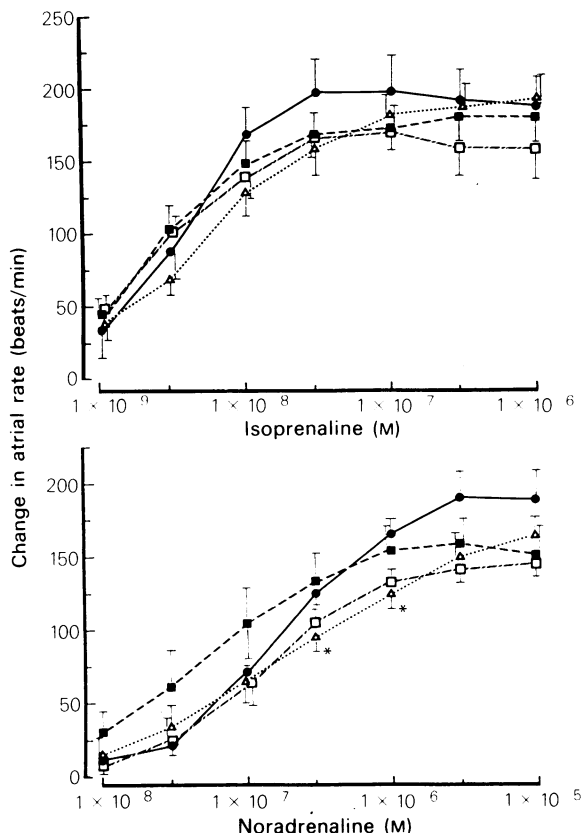 250
200
150
100
50
0
1 × 10 9 1 × 10 8 1 × 10 7 1 × 10 6
Isoprenaline (M)
Change in atrial rate (beats/min)
200
150
100
50
0
*
*
1 × 10 8 1 × 10 7 1 × 10 6 1 × 10 5
Noradrenaline (M)